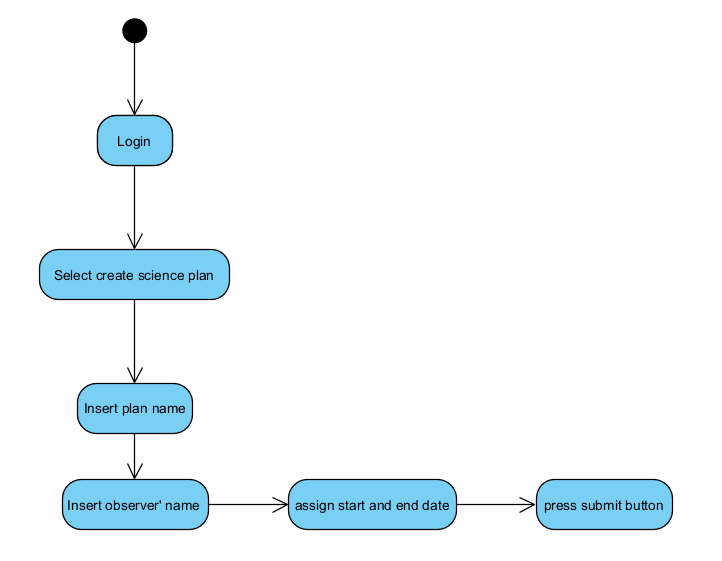 Login
Select create science plan
Insert plan name
Insert observer' name
assign start and end date
press submit button